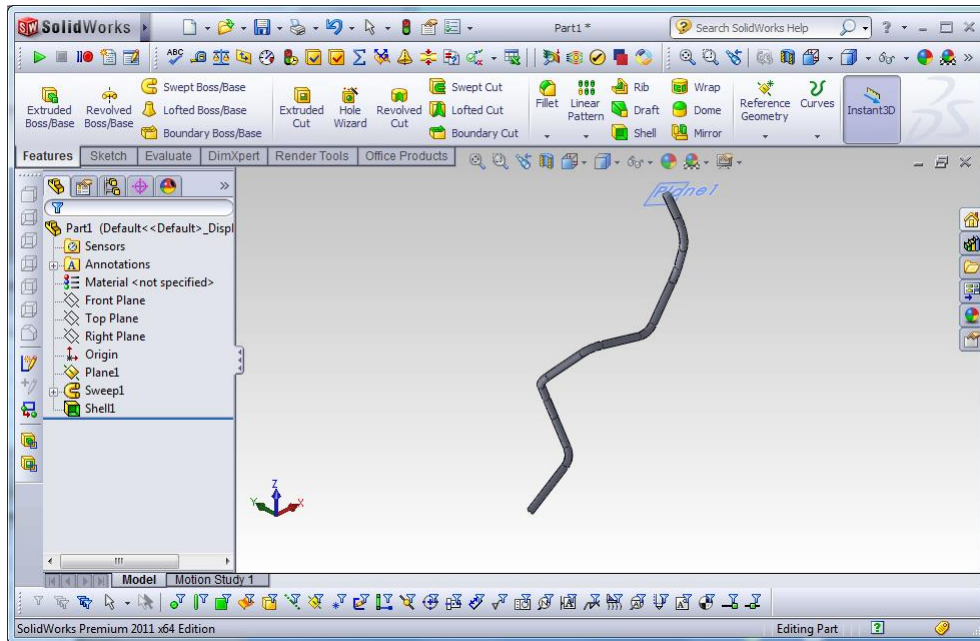 SolidWorks
Part1 *
Search SolidWorks Help
Extruded Boss/Base
Revolved Boss/Base
Swept Boss/Base
Lofted Boss/Base
Boundary Boss/Base
Extruded Cut
Hole Wizard
Revolved Cut
Swept Cut
Lofted Cut
Boundary Cut
Fillet
Linear Pattern
Rib
Draft
Shell
Wrap
Dome
Mirror
Reference Geometry
Curves
Instant3D
Features Sketch Evaluate DimXpert Render Tools Office Products
Plane1
Part1 (Default<<Default>_Displ
Sensors
Annotations
Material <not specified>
Front Plane
Top Plane
Right Plane
Origin
Plane1
Sweep1
Shell1
Z
Y X
Model Motion Study 1
SolidWorks Premium 2011 x64 Edition Editing Part